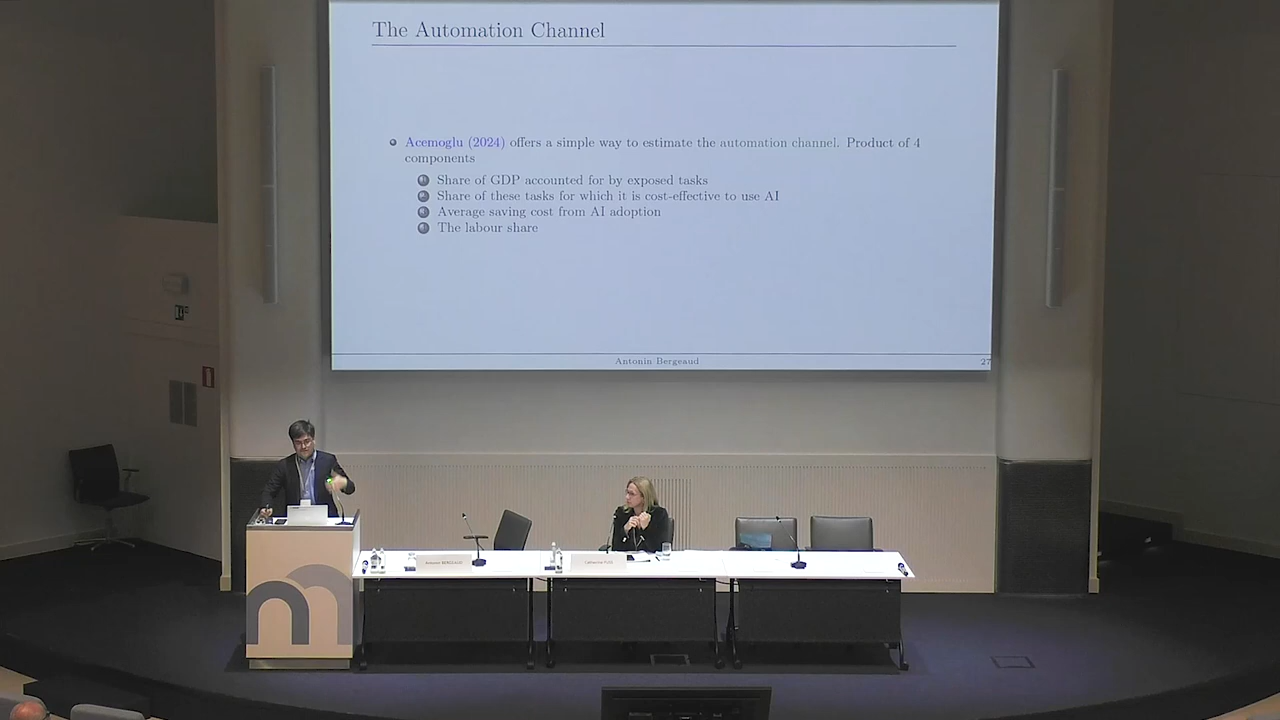 The Automation Channel
Acemoglu (2024) offers a simple way to estimate the automation channel. Product of 4
components
Share of GDP accounted for by exposed tasks
Share of these tasks for which it is cost-effective to use AI
Average saving cost from AI adoption
The labour share
Antonin Bergeaud
27
Antonin BERGEAUD